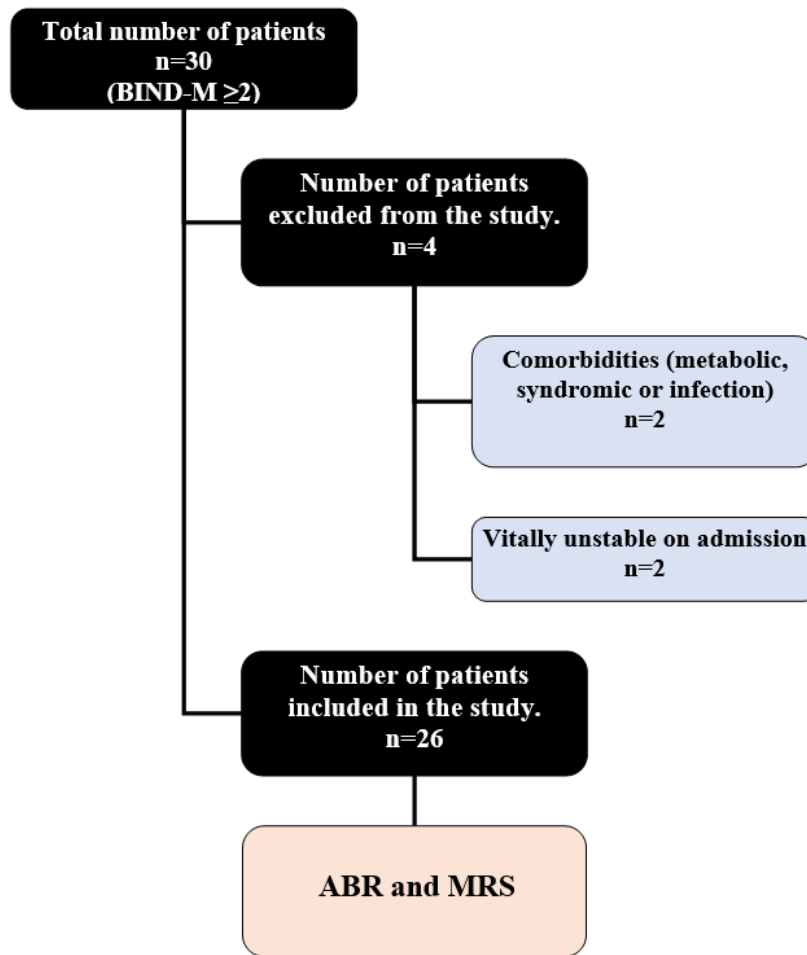 Total number of patients
n=30
(BIND-M ≥2)
Number of patients
excluded from the study.
n=4
Comorbidities (metabolic,
syndromic or infection)
n=2
Vitally unstable on admission
n=2
Number of patients
included in the study.
n=26
ABR and MRS